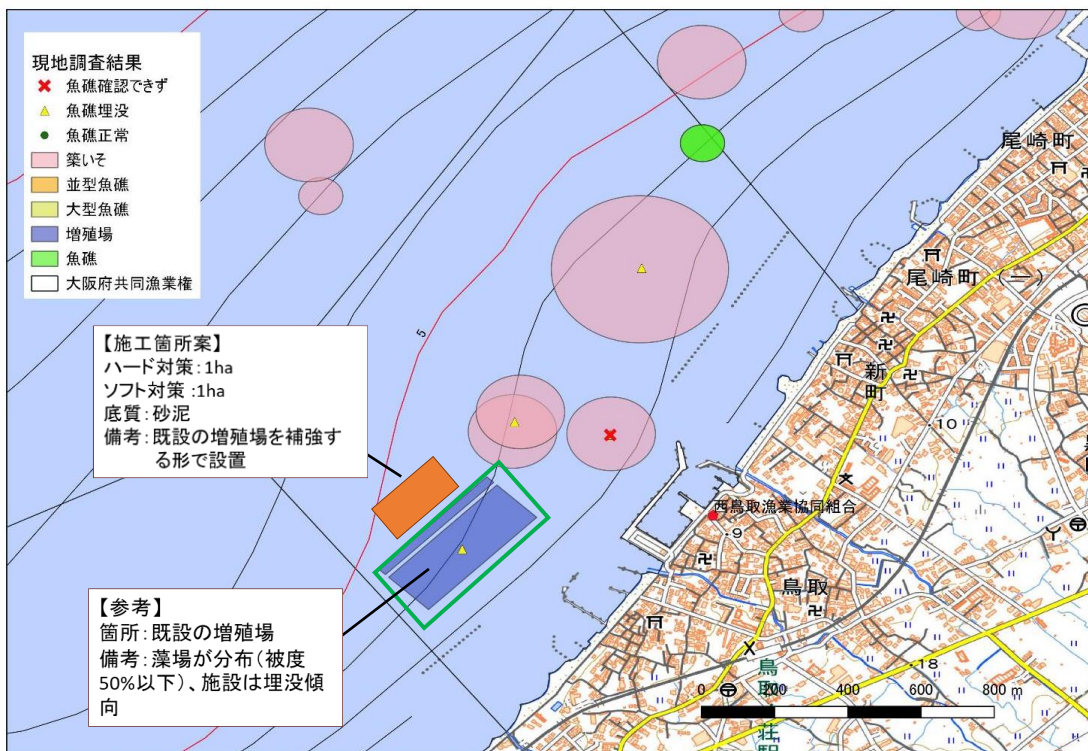 現地調査結果
魚礁確認できず
魚礁埋没
魚礁正常
築いそ
並型魚礁
大型魚礁
増殖場
魚礁
大阪府共同漁業権
【施工箇所案】
ハード対策:1ha
ソフト対策 :1ha
底質:砂泥
備考:既設の増殖場を補強す
る形で設置
【参考】
箇所:既設の増殖場
備考:藻場が分布(被度
50%以下)、施設は埋没傾
向
5
尾崎町
尾崎町(二)
新町
10
西鳥取漁業協同組合
9
鳥取
18
鳥取ノ荘駅
0 200 400 600 800 m